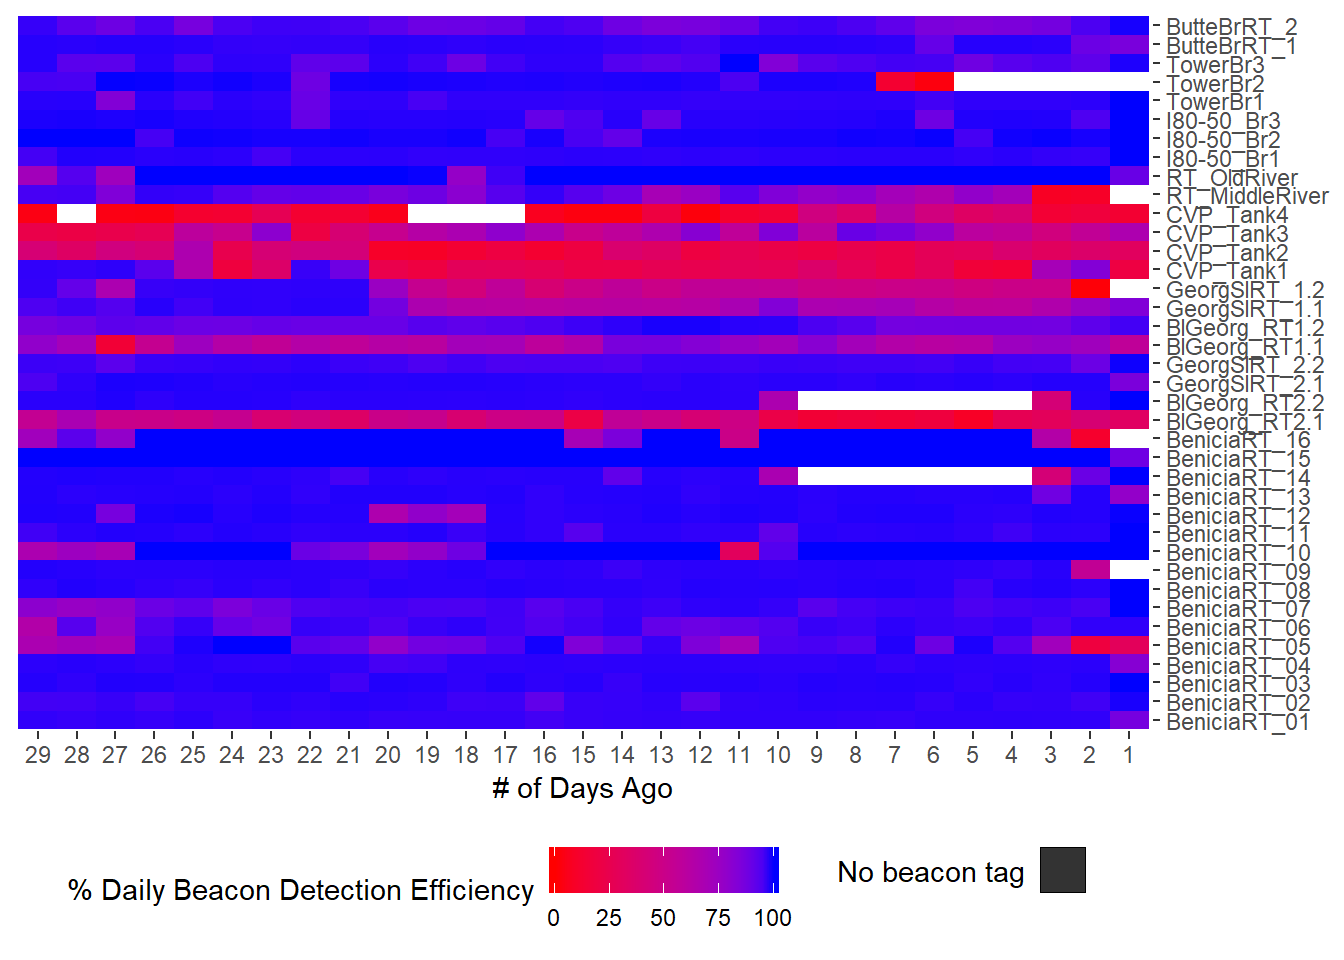 ButteBrRT_2
ButteBrRT_1
TowerBr3
TowerBr2
TowerBr1
I80-50_Br3
I80-50_Br2
I80-50_Br1
RT_OldRiver
RT_MiddleRiver
CVP_Tank4
CVP_Tank3
CVP_Tank2
CVP_Tank1
GeorgSlRT_1.2
GeorgSlRT_1.1
BlGeorg_RT1.2
BlGeorg_RT1.1
GeorgSlRT_2.2
GeorgSlRT_2.1
BlGeorg_RT2.2
BlGeorg_RT2.1
BeniciaRT_16
BeniciaRT_15
BeniciaRT_14
BeniciaRT_13
BeniciaRT_12
BeniciaRT_11
BeniciaRT_10
BeniciaRT_09
BeniciaRT_08
BeniciaRT_07
BeniciaRT_06
BeniciaRT_05
BeniciaRT_04
BeniciaRT_03
BeniciaRT_02
BeniciaRT_01
29 28 27 26 25 24 23 22 21 20 19 18 17 16 15 14 13 12 11 10 9 8 7 6 5 4 3 2 1
# of Days Ago
% Daily Beacon Detection Efficiency
0 25 50 75 100
No beacon tag